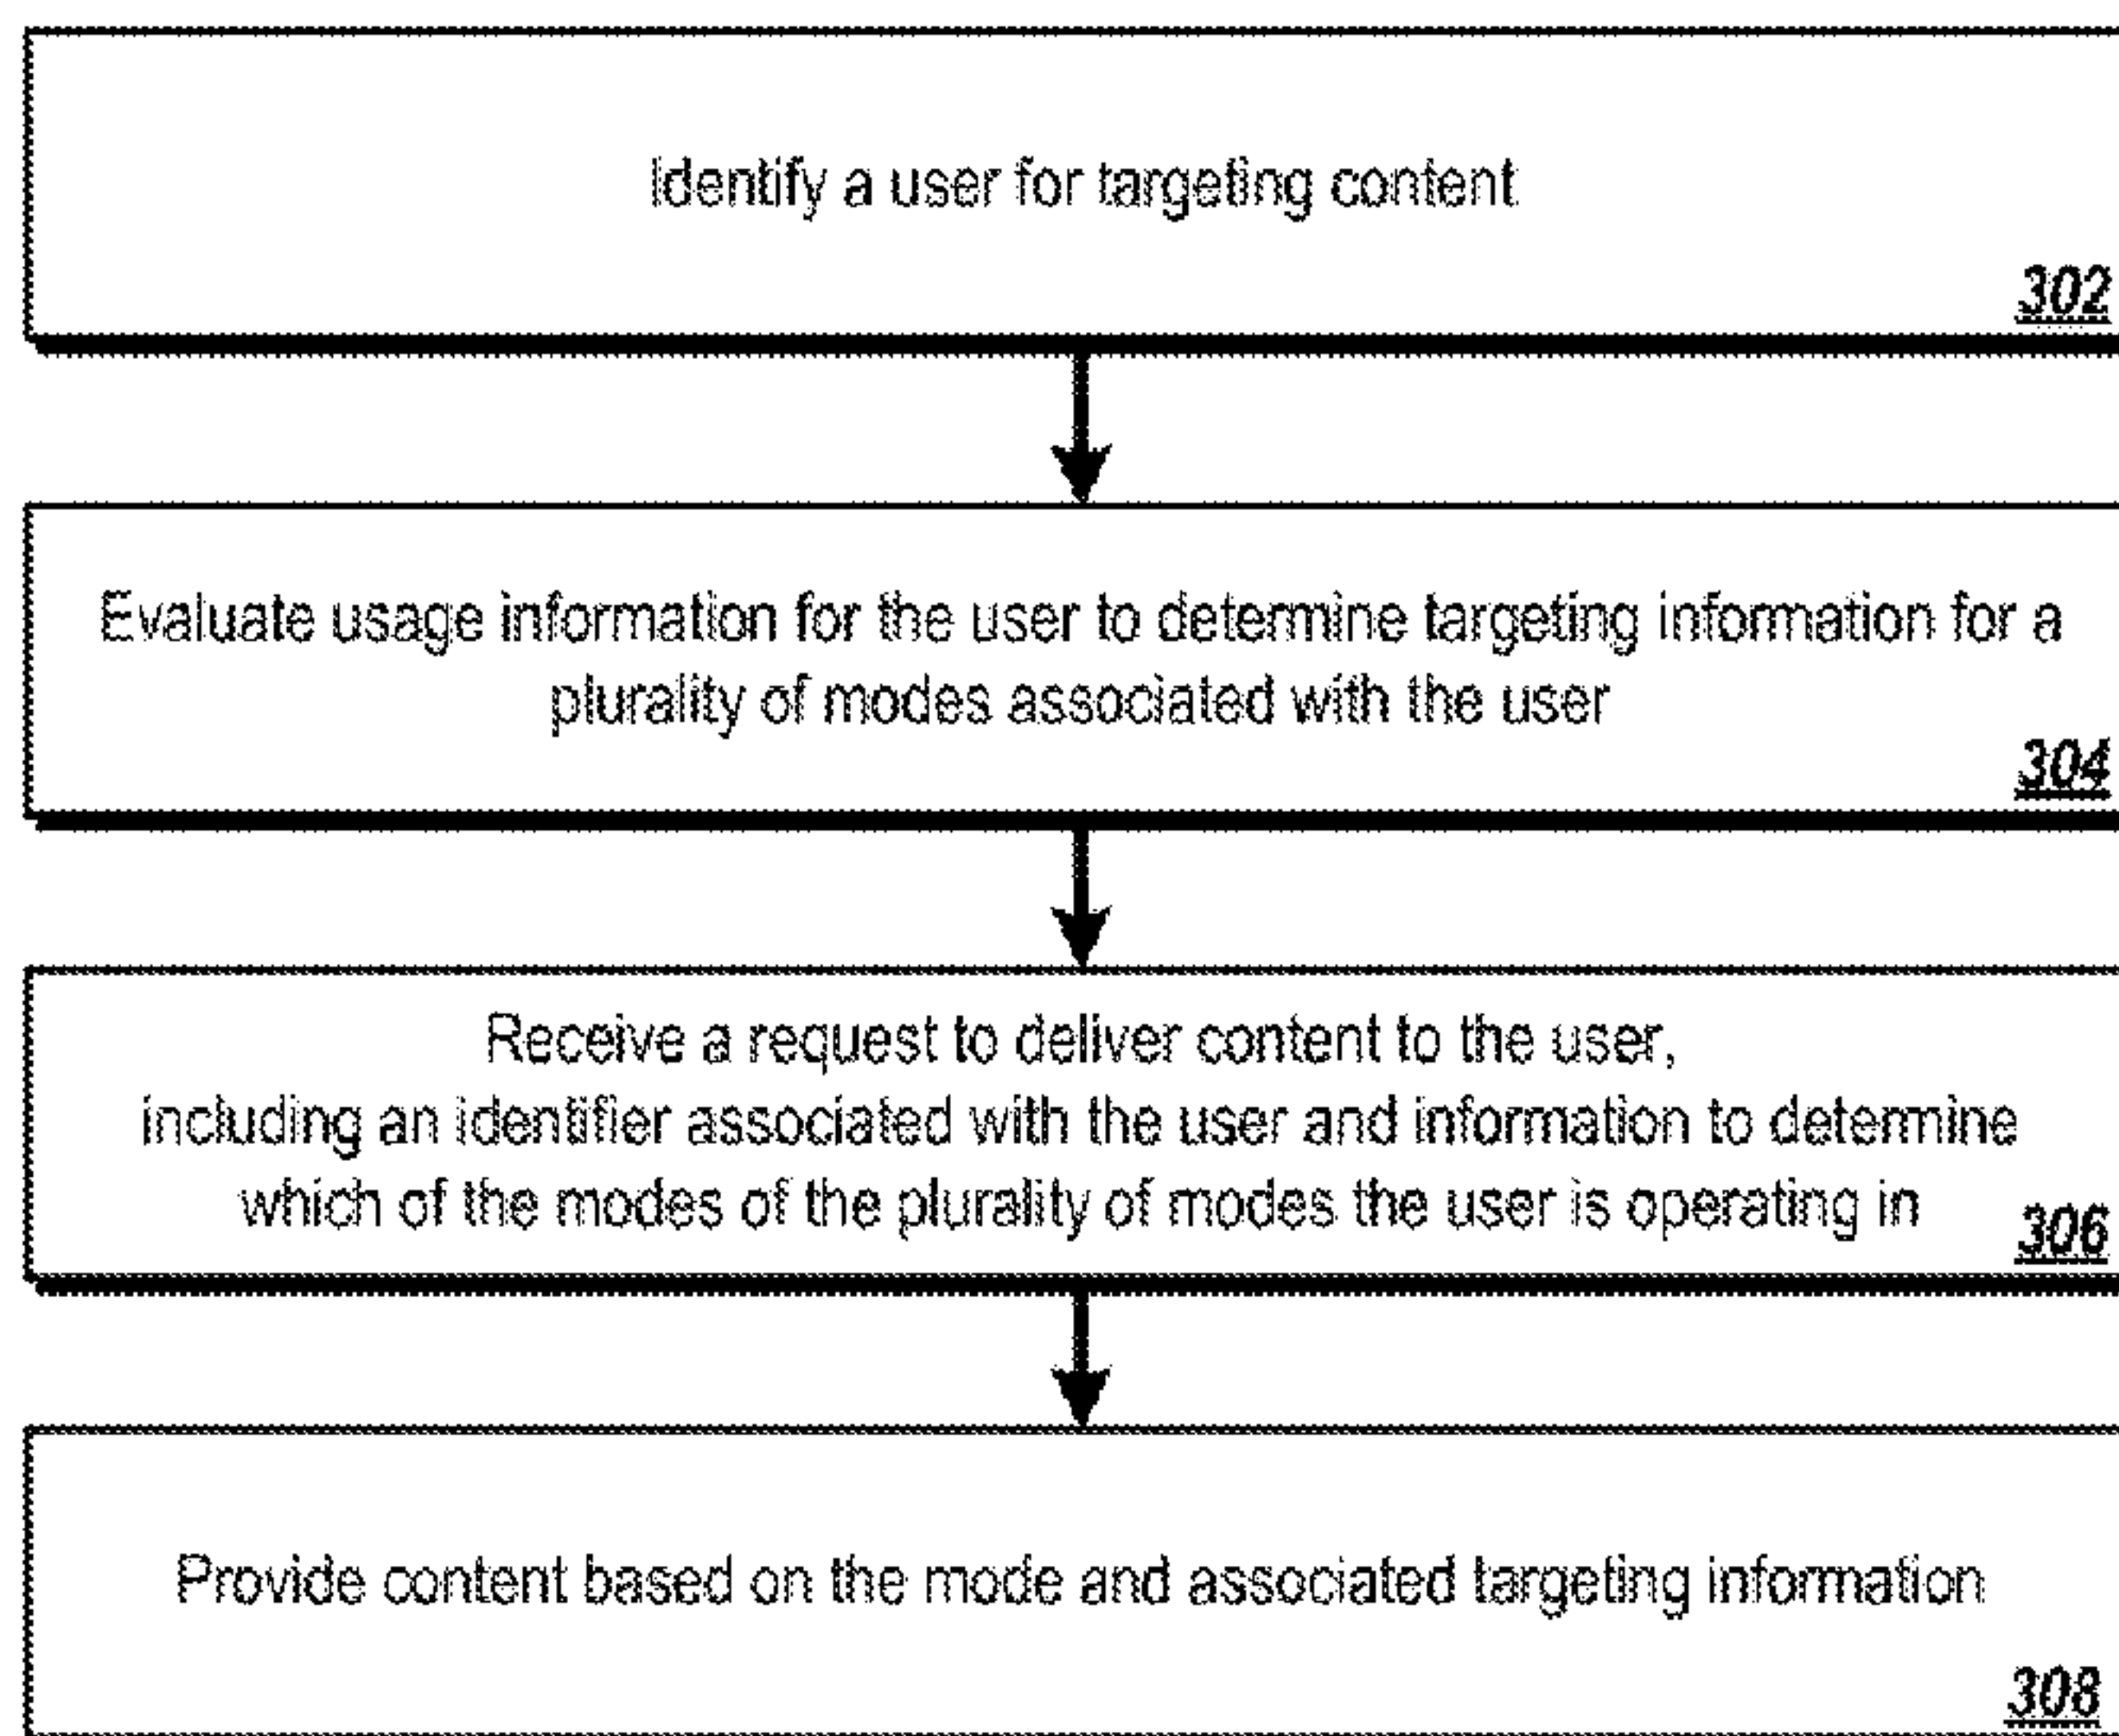 Identify a user for targeting content
302
Evaluate usage information for the user to determine targeting information for a
plurality of modes associated with the user
304
Receive a request to deliver content to the user,
including an identifier associated with the user and information to determine
which of the modes of the plurality of modes the user is operating in
306
Provide content based on the mode and associated targeting information
308